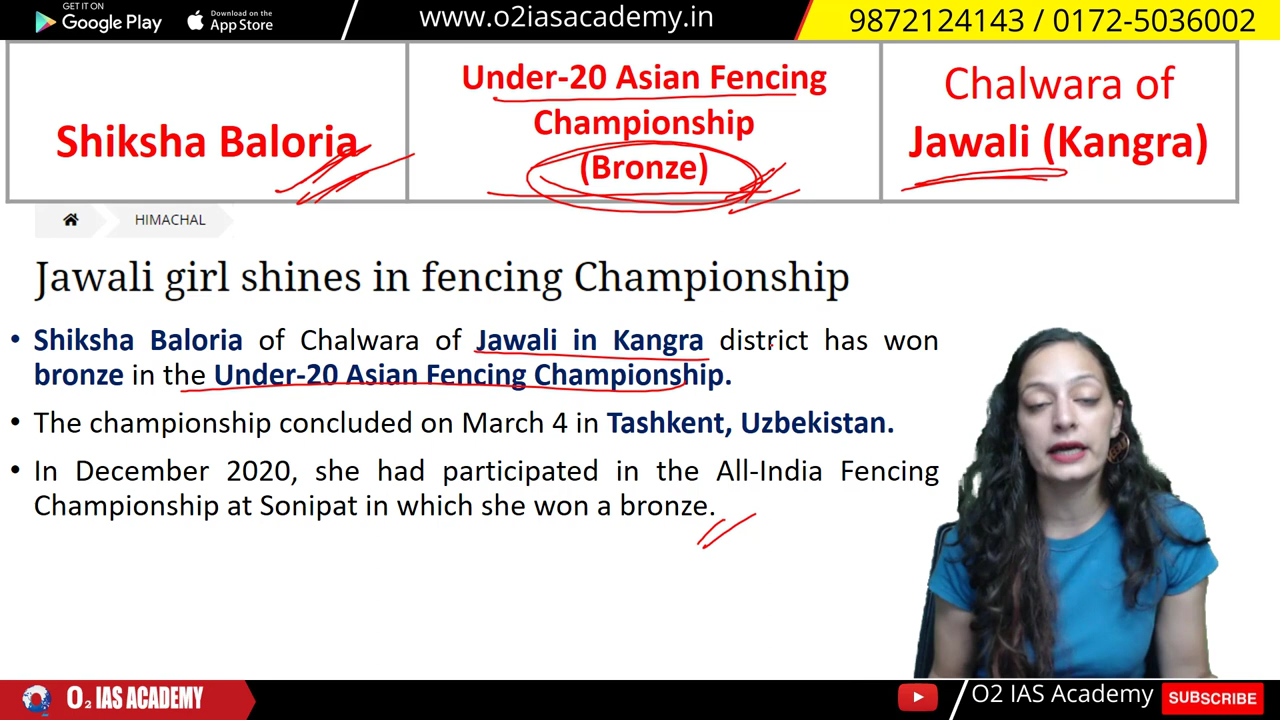 GET IT ON
Google Play
Download on the
App Store
www.o2iasacademy.in
9872124143 / 0172-5036002
Shiksha Baloria
Under-20 Asian Fencing
Championship
(Bronze)
Chalwara of
Jawali (Kangra)
HIMACHAL
Jawali girl shines in fencing Championship
• Shiksha Baloria of Chalwara of Jawali in Kangra district has won
bronze in the Under-20 Asian Fencing Championship.
• The championship concluded on March 4 in Tashkent, Uzbekistan.
• In December 2020, she had participated in the All-India Fencing
Championship at Sonipat in which she won a bronze.
O₂ IAS ACADEMY
O2 IAS Academy
SUBSCRIBE